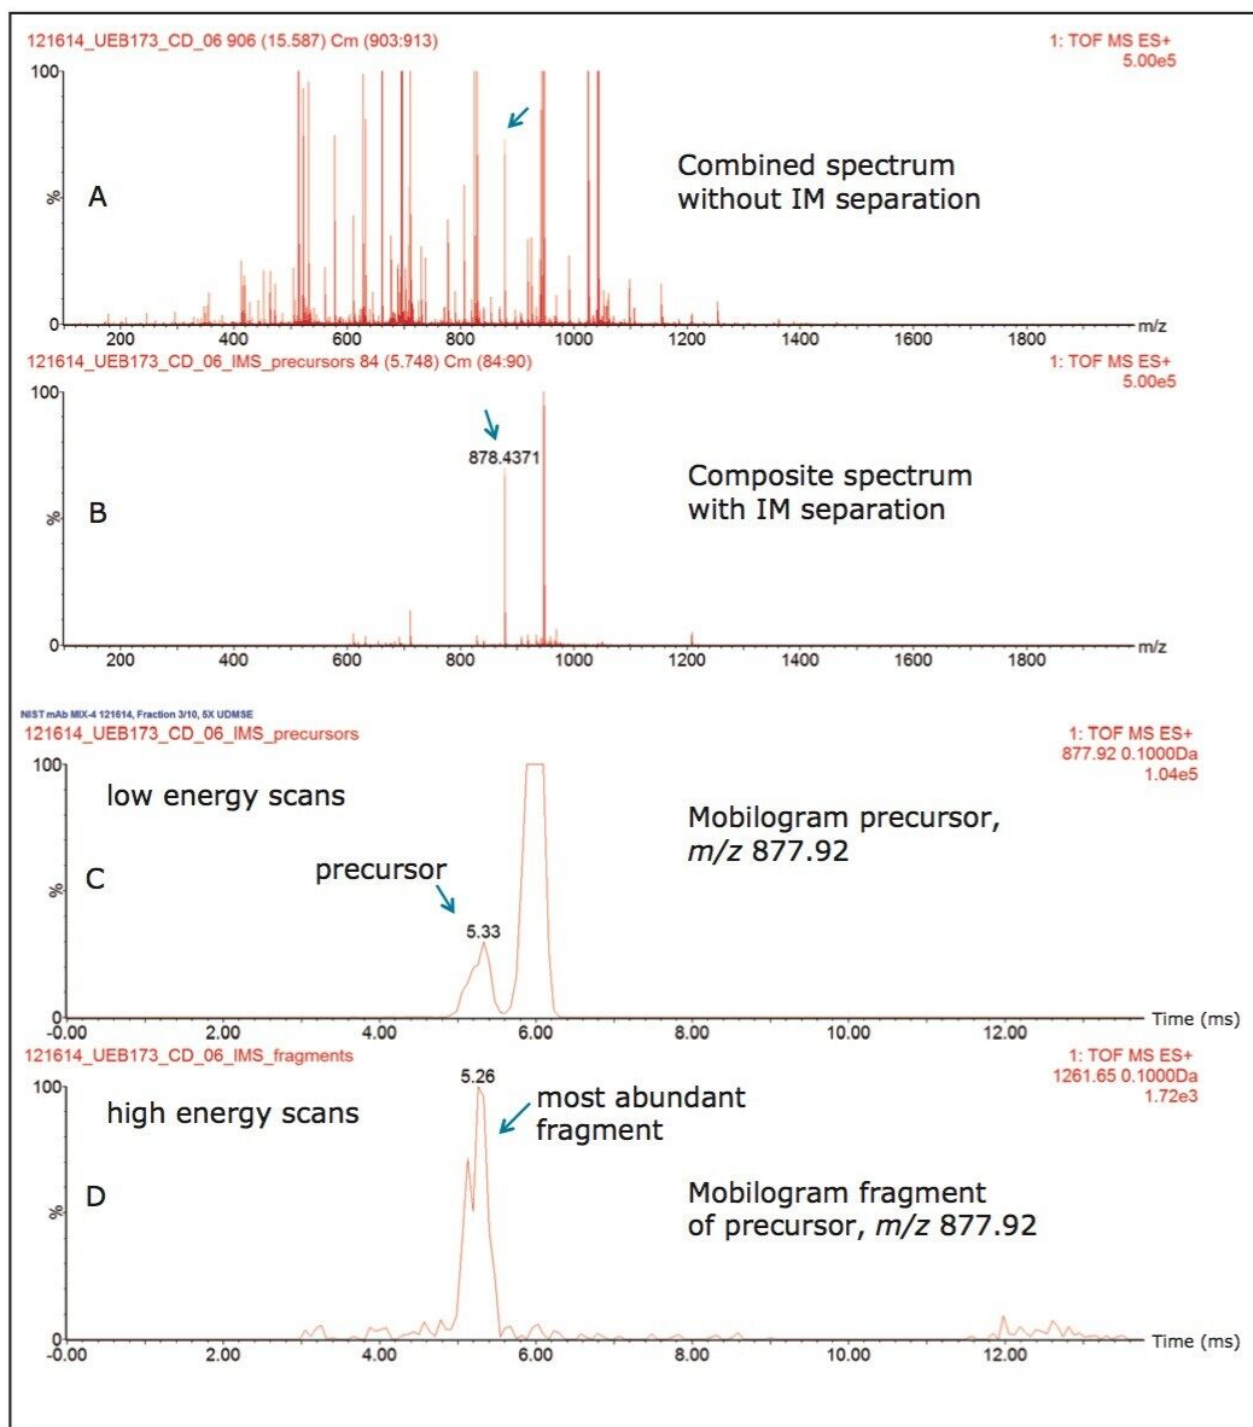 121614_UEB173_CD_06 906 (15.587) Cm (903:913)
1: TOF MS ES+
5.00e5
100
%
0
A
Combined spectrum
without IM separation
200 400 600 800 1000 1200 1400 1600 1800
m/z
121614_UEB173_CD_06_IMS_precursors 84 (5.748) Cm (84:90)
1: TOF MS ES+
5.00e5
100
%
0
B
878.4371
Composite spectrum
with IM separation
200 400 600 800 1000 1200 1400 1600 1800
m/z
NIST mAb MIX-4 121614, Fraction 3/10, 5X UDMSE
121614_UEB173_CD_06_IMS_precursors
1: TOF MS ES+
877.92 0.1000Da
1.04e5
100
%
0
low energy scans
C
precursor
5.33
Mobilogram precursor,
m/z 877.92
-0.00 2.00 4.00 6.00 8.00 10.00 12.00
Time (ms)
121614_UEB173_CD_06_IMS_fragments
1: TOF MS ES+
1261.65 0.1000Da
1.72e3
100
%
0
5.26
high energy scans
most abundant
fragment
D
Mobilogram fragment
of precursor, m/z 877.92
-0.00 2.00 4.00 6.00 8.00 10.00 12.00
Time (ms)